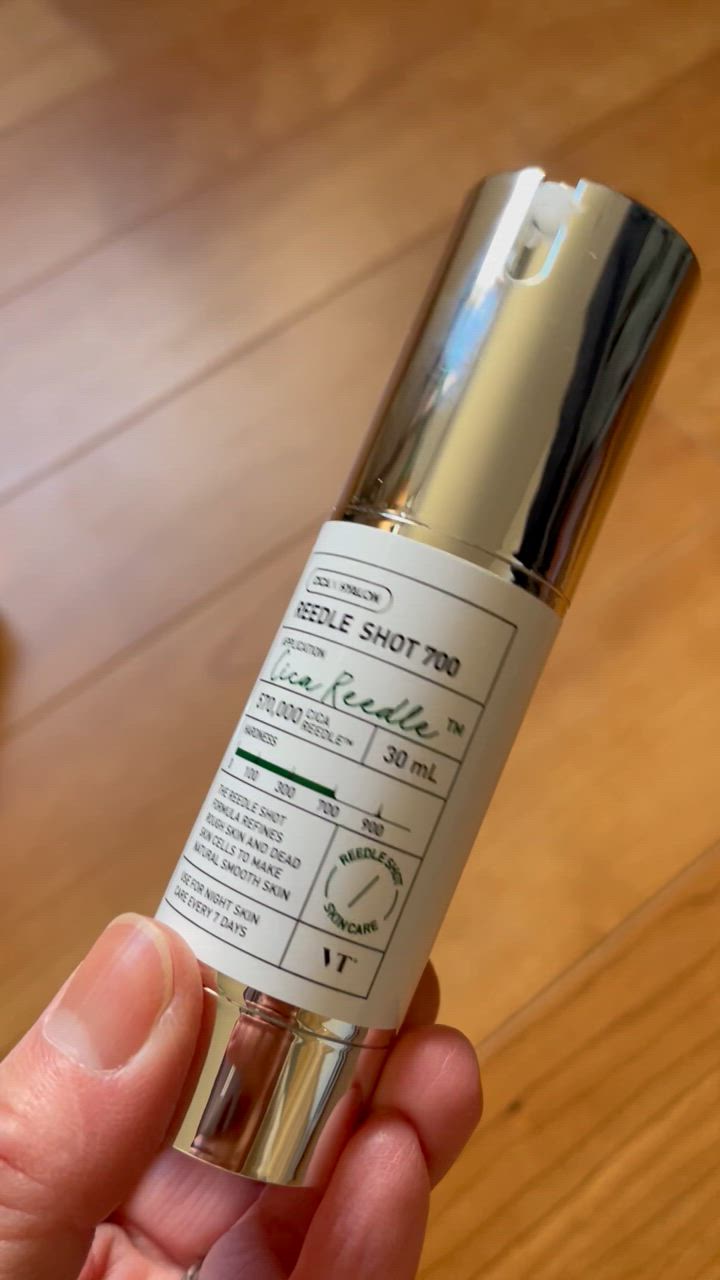 CICA X HYALON
REEDLE SHOT 700
APPLICATION
Cica Reedle™
570,000 CICA
REEDLE™
30 mL
HARDNESS
0 100 300 700 900
THE REEDLE SHOT
FORMULA REFINES
ROUGH SKIN AND DEAD
SKIN CELLS TO MAKE
NATURAL SMOOTH SKIN
REEDLE SHOT
SKINCARE
USE FOR NIGHT SKIN
CARE EVERY 7 DAYS
VT